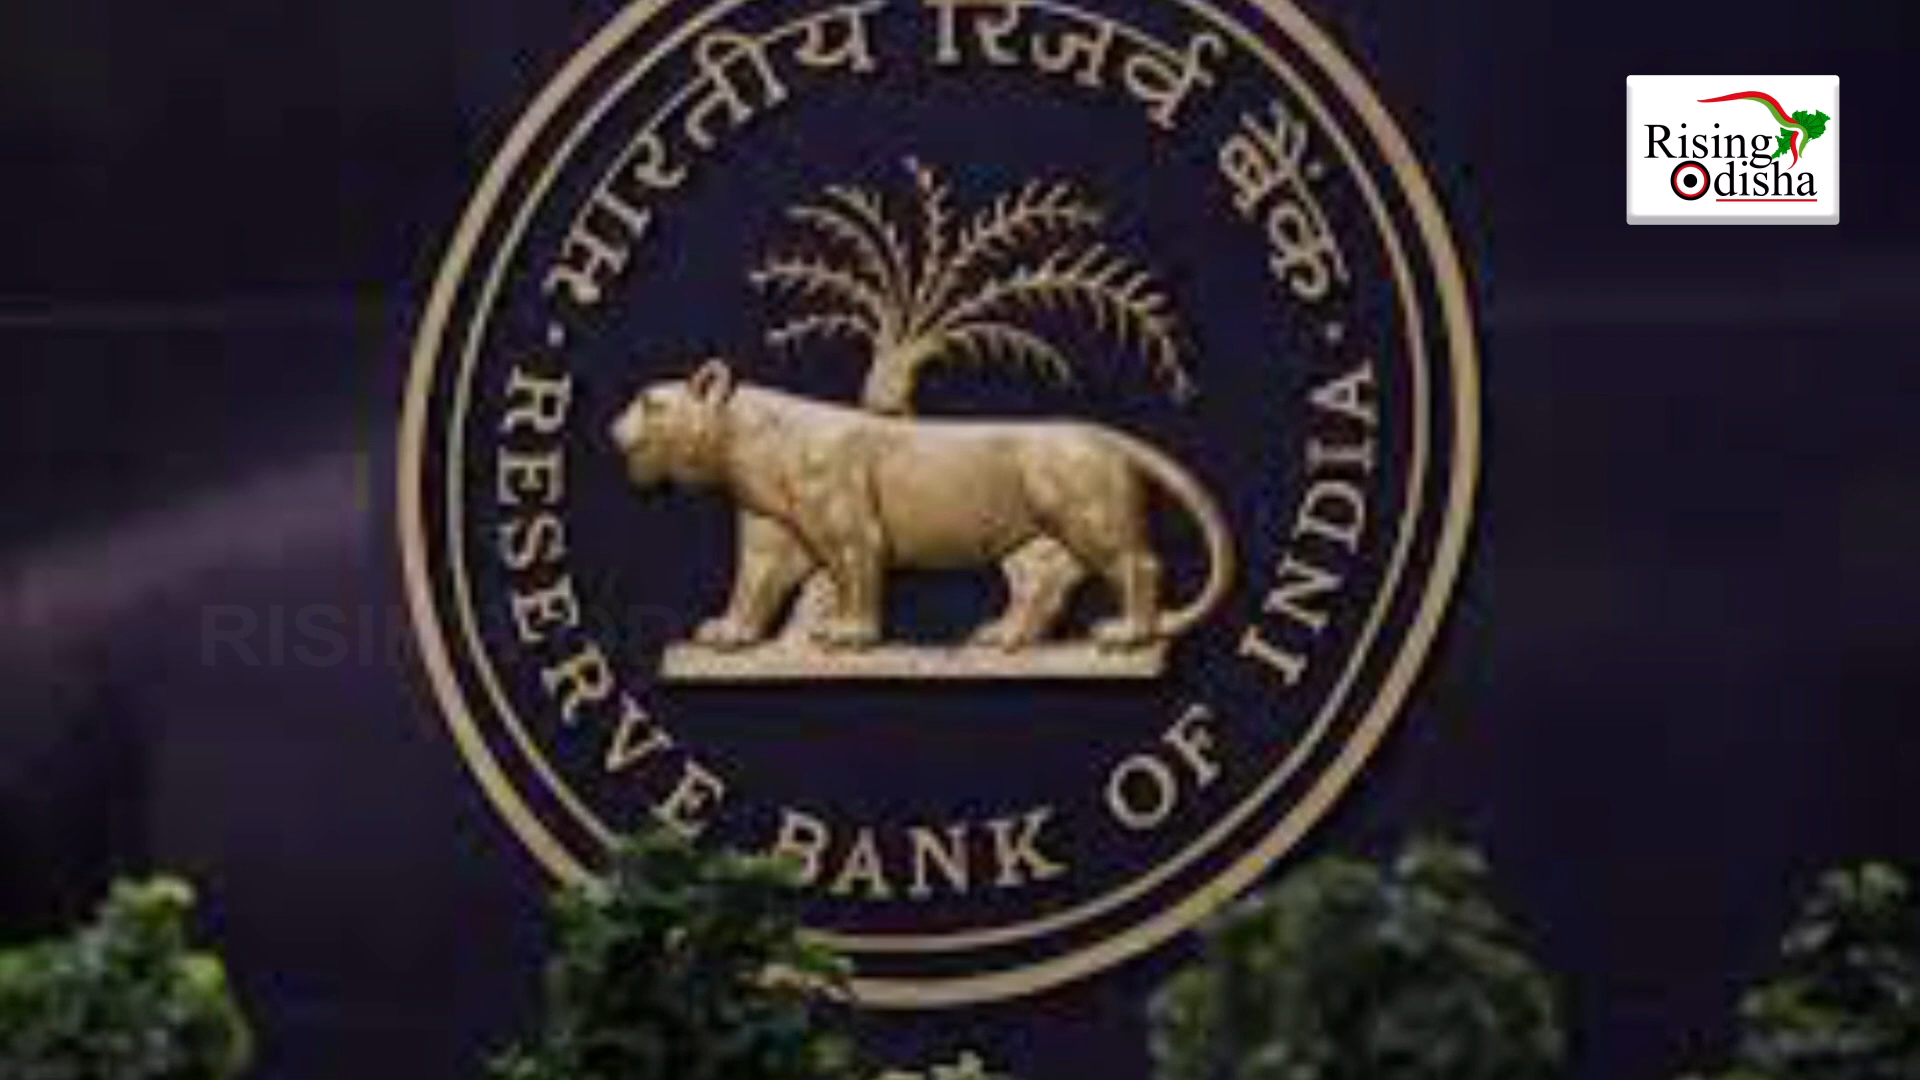 भारतीय रिज़र्व बैंक
RESERVE BANK OF INDIA
Rising
Odisha